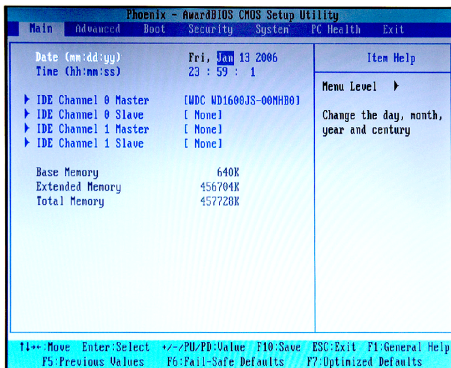 Phoenix - AwardBIOS CMOS Setup Utility
Main Advanced Boot Security System PC Health Exit
Date (mm:dd:yy) Fri, Jan 13 2006
Time (hh:mm:ss) 23 : 59 : 1
IDE Channel 0 Master [WDC WD1600JS-00MHB0]
IDE Channel 0 Slave [ None]
IDE Channel 1 Master [ None]
IDE Channel 1 Slave [ None]
Base Memory 640K
Extended Memory 456704K
Total Memory 457728K
Item Help
Menu Level
Change the day, month,
year and century
↑↓↔:Move Enter:Select +/-/PU/PD:Value F10:Save ESC:Exit F1:General Help
F5:Previous Values F6:Fail-Safe Defaults F7:Optimized Defaults